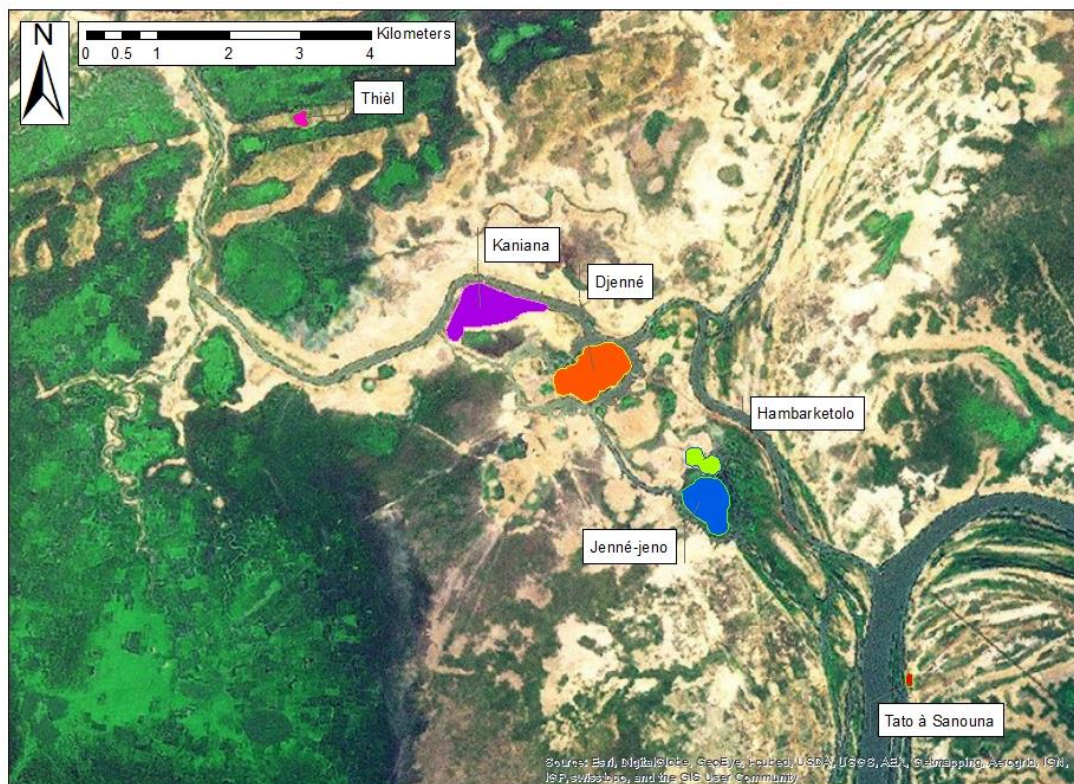 N
Kilometers
0 0.5 1 2 3 4
Thièl
Kaniana
Djenné
Hambarketolo
Jenné-jeno
Tato à Sanouna
Source: Esri, DigitalGlobe, GeoEye, i-cubed, USDA, USGS, AEX, Getmapping, Aerogrid, IGN,
IGP, swisstopo, and the GIS User Community